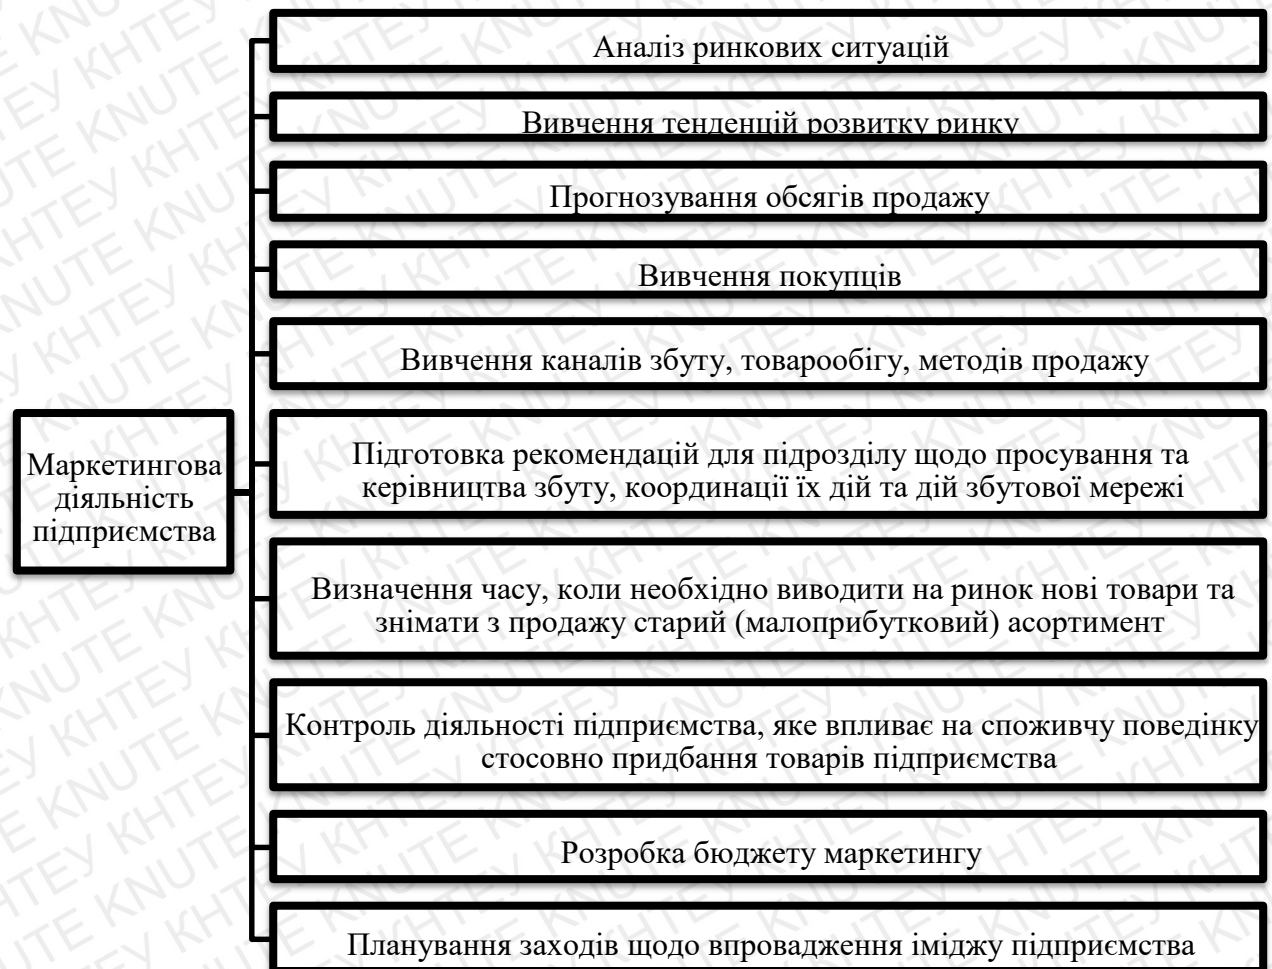 Аналіз ринкових ситуацій
Вивчення тенденцій розвитку ринку
Прогнозування обсягів продажу
Вивчення покупців
Вивчення каналів збуту, товарообігу, методів продажу
Маркетингова
діяльність
підприємства
Підготовка рекомендацій для підрозділу щодо просування та
керівництва збуту, координації їх дій та дій збутової мережі
Визначення часу, коли необхідно виводити на ринок нові товари та
знімати з продажу старий (малоприбутковий) асортимент
Контроль діяльності підприємства, яке впливає на споживчу поведінку
стосовно придбання товарів підприємства
Розробка бюджету маркетингу
Планування заходів щодо впровадження іміджу підприємства